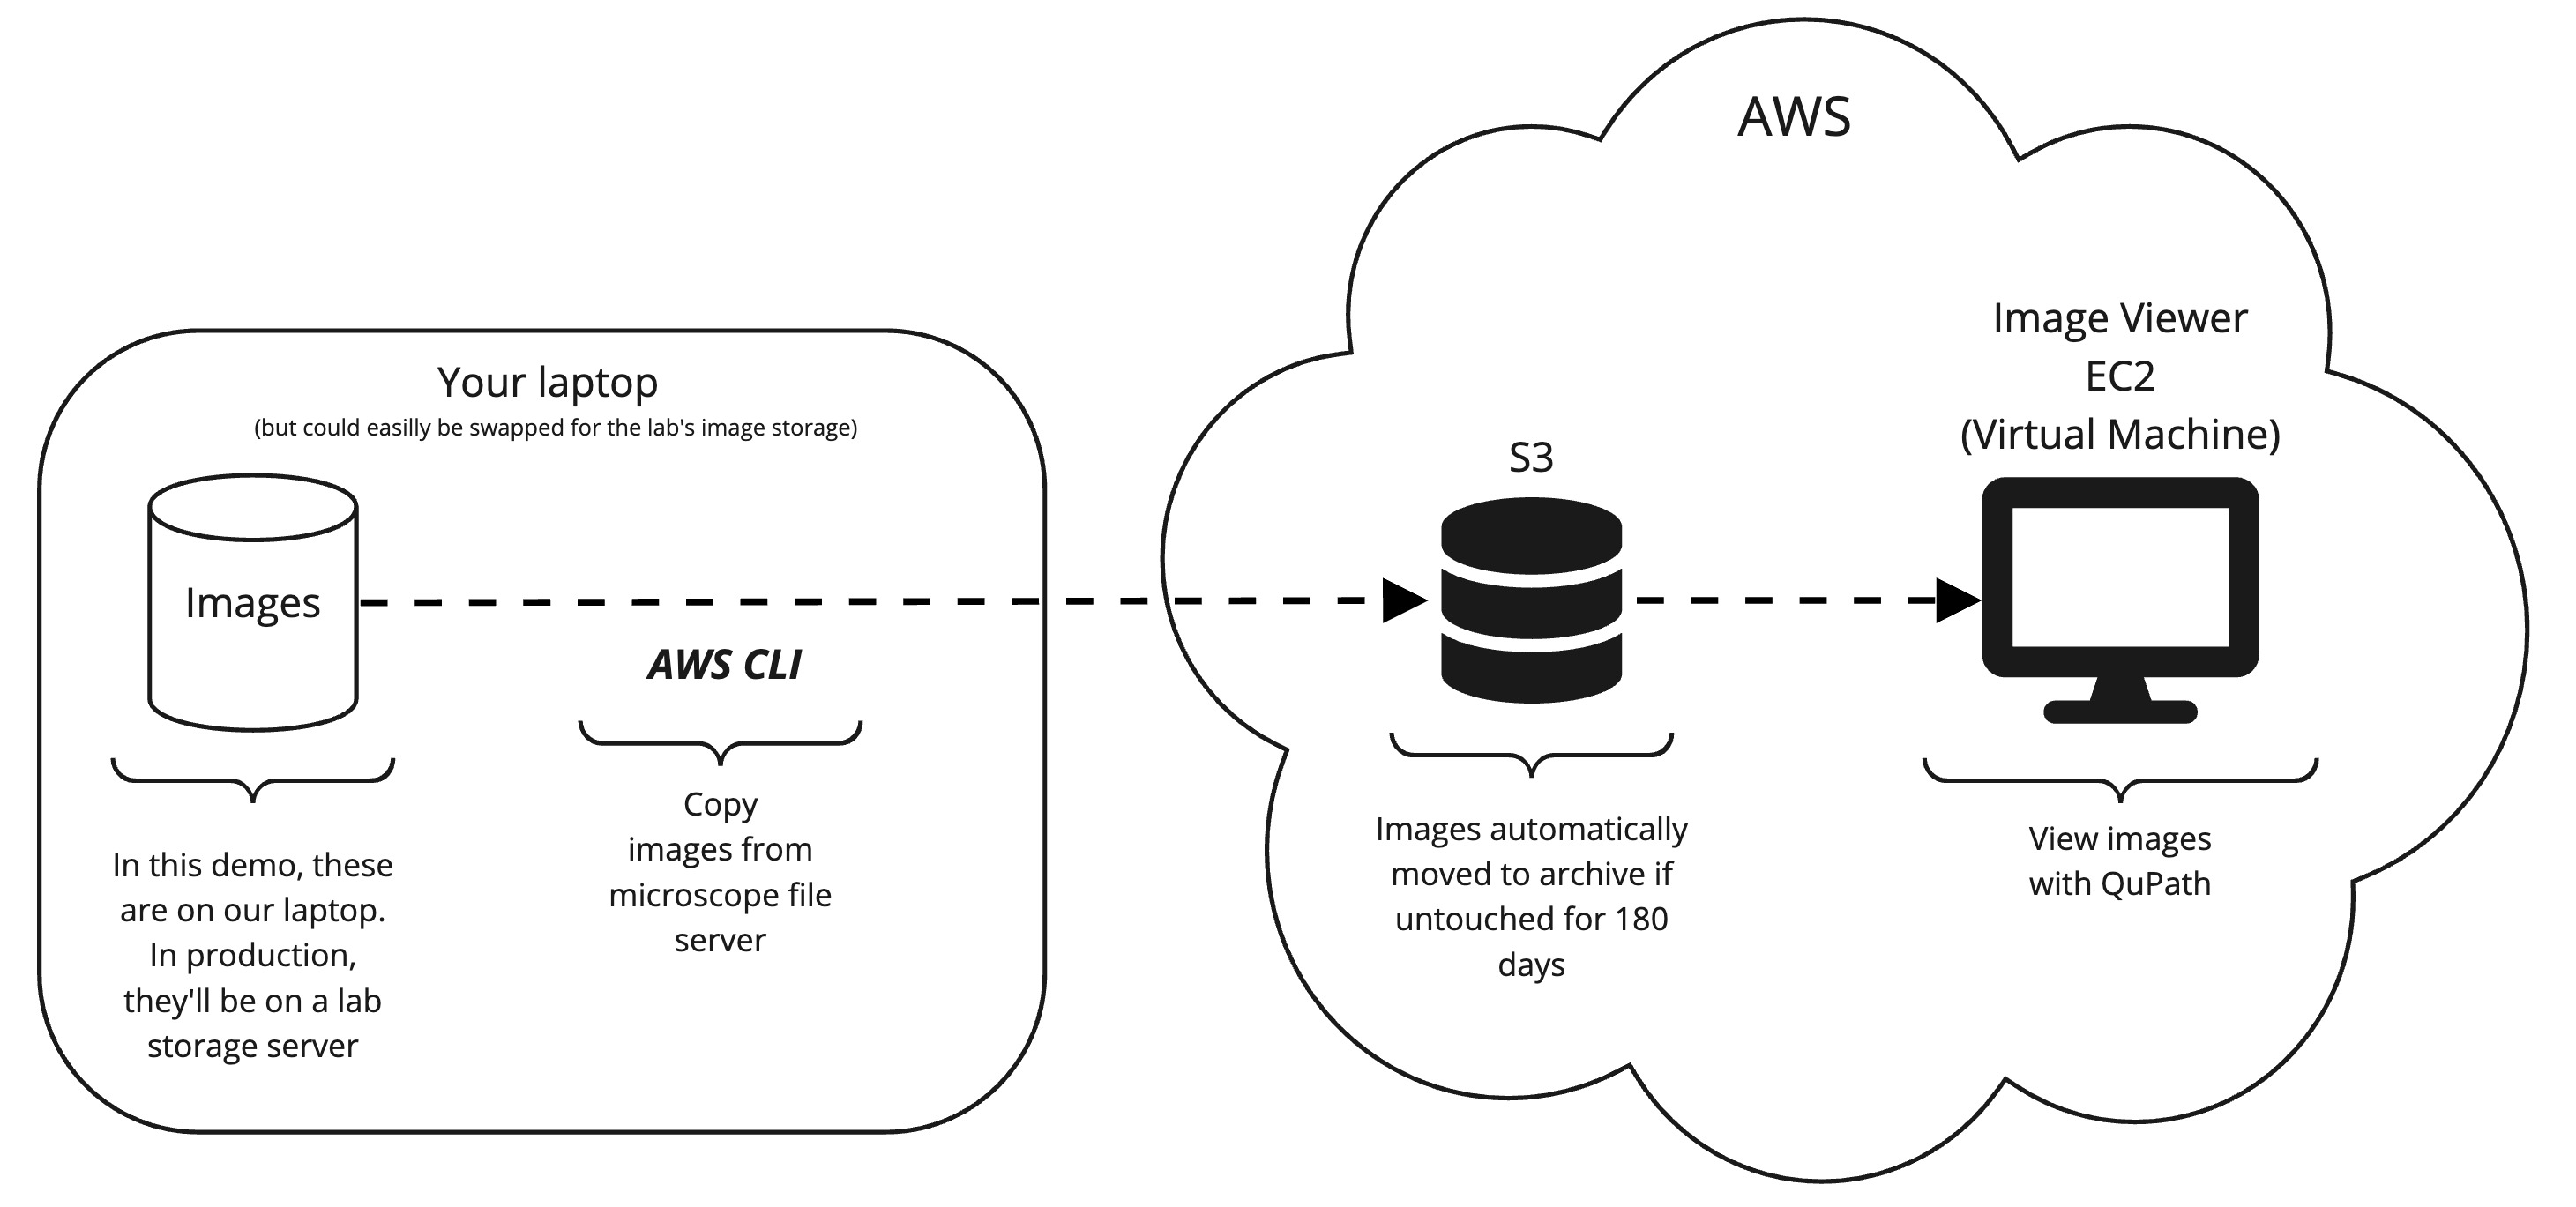 AWS
Image Viewer
EC2
(Virtual Machine)
Your laptop
(but could easilly be swapped for the lab's image storage)
S3
Images
AWS CLI
Copy
images from
microscope file
server
In this demo, these
are on our laptop.
In production,
they'll be on a lab
storage server
Images automatically
moved to archive if
untouched for 180
days
View images
with QuPath